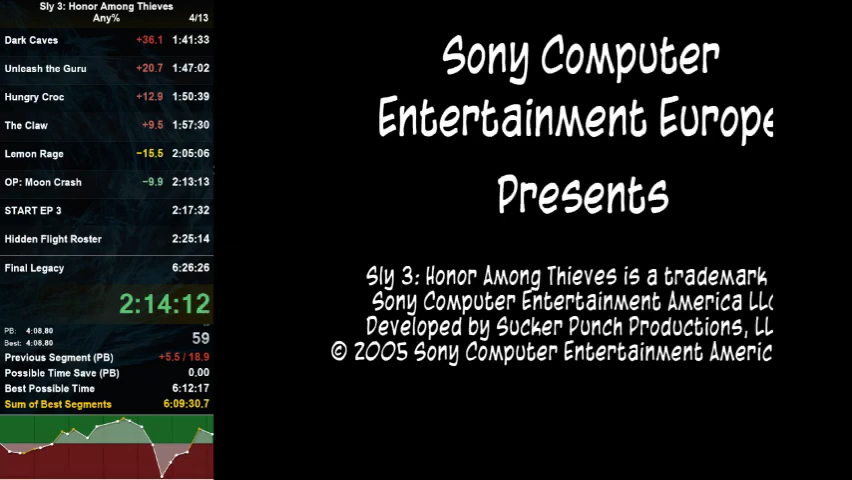 Sly 3: Honor Among Thieves
Any% 4/13
Dark Caves +36.1 1:41:33
Unleash the Guru +20.7 1:47:02
Hungry Croc +12.9 1:50:39
The Claw +9.5 1:57:30
Lemon Rage −15.5 2:05:06
OP: Moon Crash −9.9 2:13:13
START EP 3 2:17:32
Hidden Flight Roster 2:25:14
Final Legacy 6:26:26
2:14:12
PB: 4:08.80
Best: 4:08.80
59
Previous Segment (PB) +5.5 / 18.9
Possible Time Save (PB) 0.00
Best Possible Time 6:12:17
Sum of Best Segments 6:09:30.7
Sony Computer
Entertainment Europe
Presents
Sly 3: Honor Among Thieves is a trademark
Sony Computer Entertainment America LLC
Developed by Sucker Punch Productions, LL
© 2005 Sony Computer Entertainment Americ